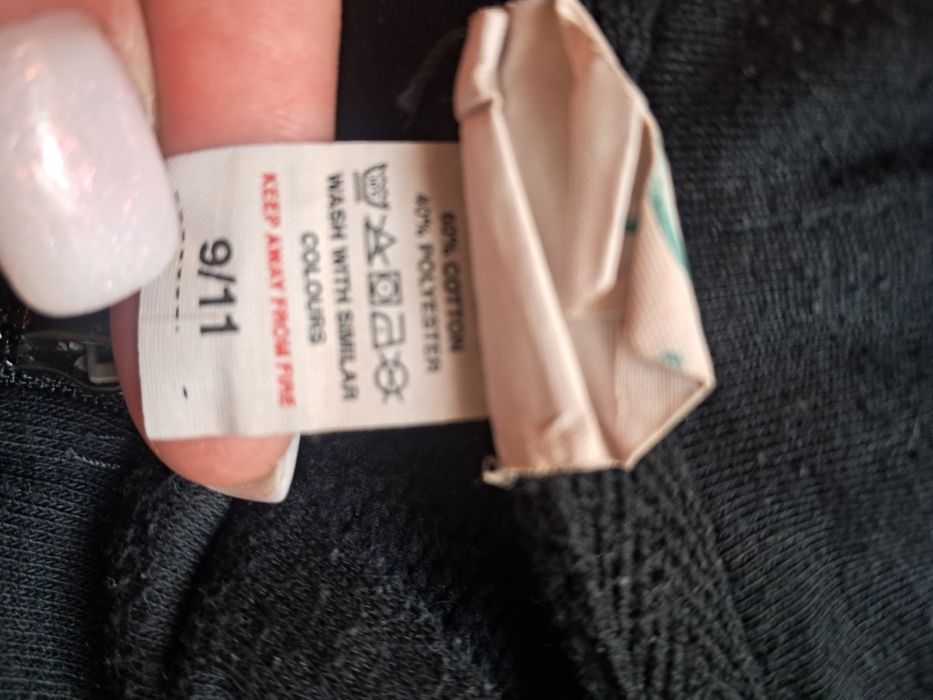 60% COTTON
40% POLYESTER
WASH WITH SIMILAR
COLOURS
KEEP AWAY FROM FIRE
9/11